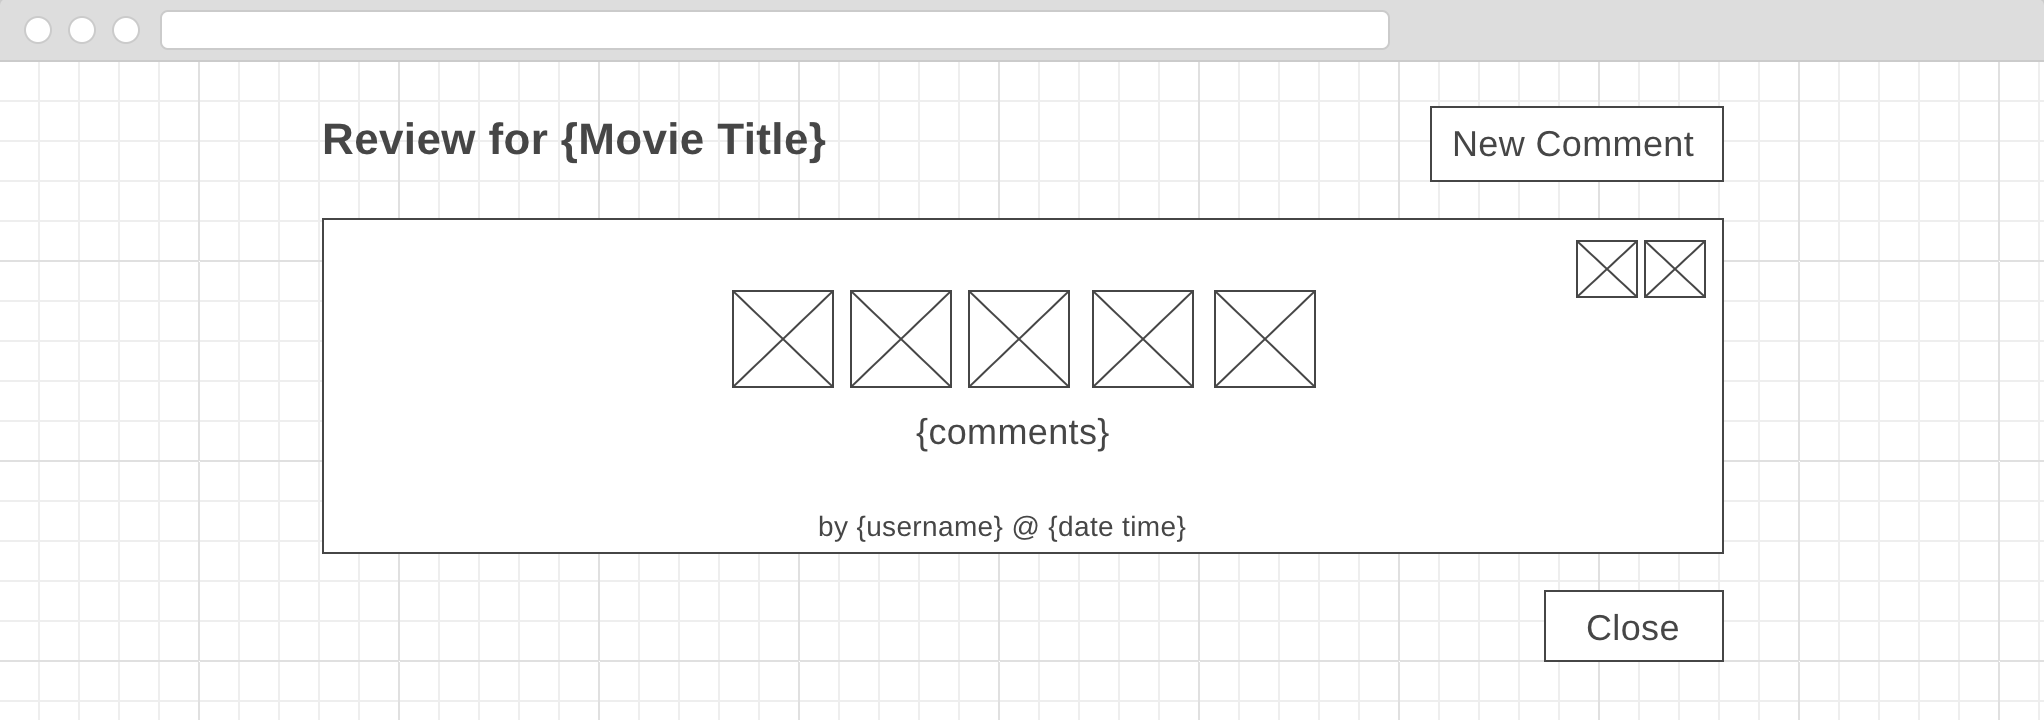 Review for {Movie Title}
New Comment
{comments}
by {username} @ {date time}
Close